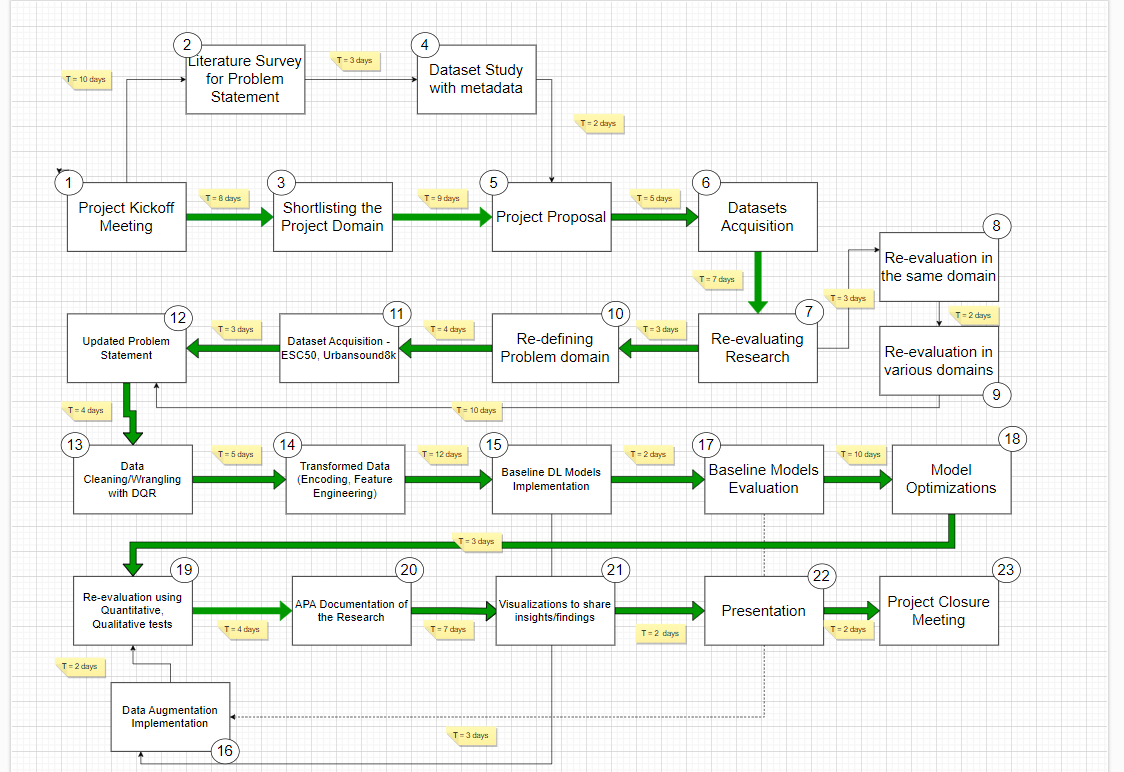 2
4
Literature Survey
for Problem
Statement
T = 3 days
Dataset Study
with metadata
T = 10 days
T = 2 days
1
3
5
6
Project Kickoff
Meeting
T = 8 days
Shortlisting the
Project Domain
T = 9 days
Project Proposal
T = 5 days
Datasets
Acquisition
8
Re-evaluation in
the same domain
T = 7 days
T = 3 days
T = 2 days
12
11
10
7
Updated Problem
Statement
T = 3 days
Dataset Acquisition -
ESC50, Urbansound8k
T = 4 days
Re-defining
Problem domain
T = 3 days
Re-evaluating
Research
Re-evaluation in
various domains
9
T = 4 days
T = 10 days
13
14
15
17
18
Data
Cleaning/Wrangling
with DQR
T = 5 days
Transformed Data
(Encoding, Feature
Engineering)
T = 12 days
Baseline DL Models
Implementation
T = 2 days
Baseline Models
Evaluation
T = 10 days
Model
Optimizations
T = 3 days
19
20
21
22
23
Re-evaluation using
Quantitative,
Qualitative tests
T = 4 days
APA Documentation of
the Research
T = 7 days
Visualizations to share
insights/findings
T = 2 days
Presentation
T = 2 days
Project Closure
Meeting
T = 2 days
Data Augmentation
Implementation
16
T = 3 days